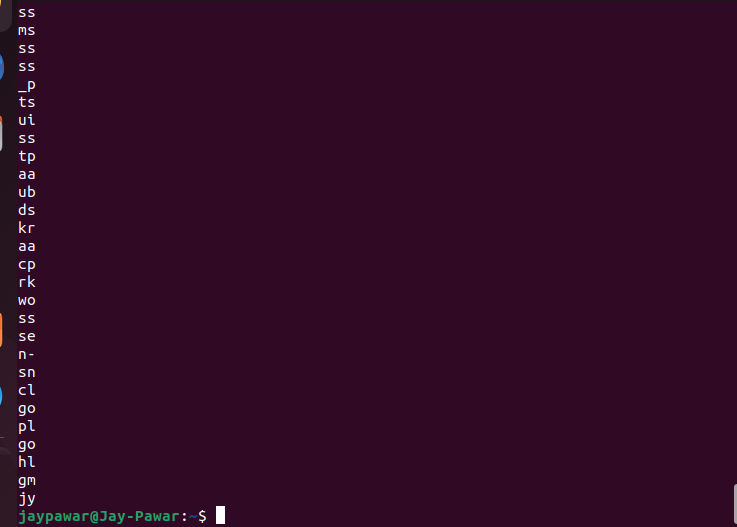 ss
ms
ss
ss
_p
ts
ui
ss
tp
aa
ub
ds
kr
aa
cp
rk
wo
ss
se
n-
sn
cl
go
pl
go
hl
gm
jy
jaypawar@Jay-Pawar:~$